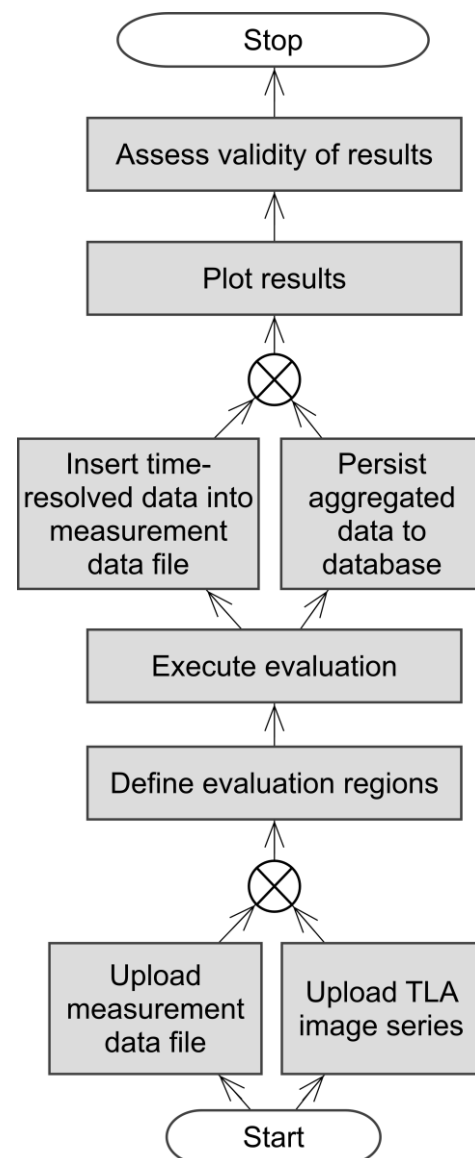 Stop
Assess validity of results
Plot results
Insert time-
resolved data into
measurement
data file
Persist
aggregated
data to
database
Execute evaluation
Define evaluation regions
Upload
measurement
data file
Upload TLA
image series
Start